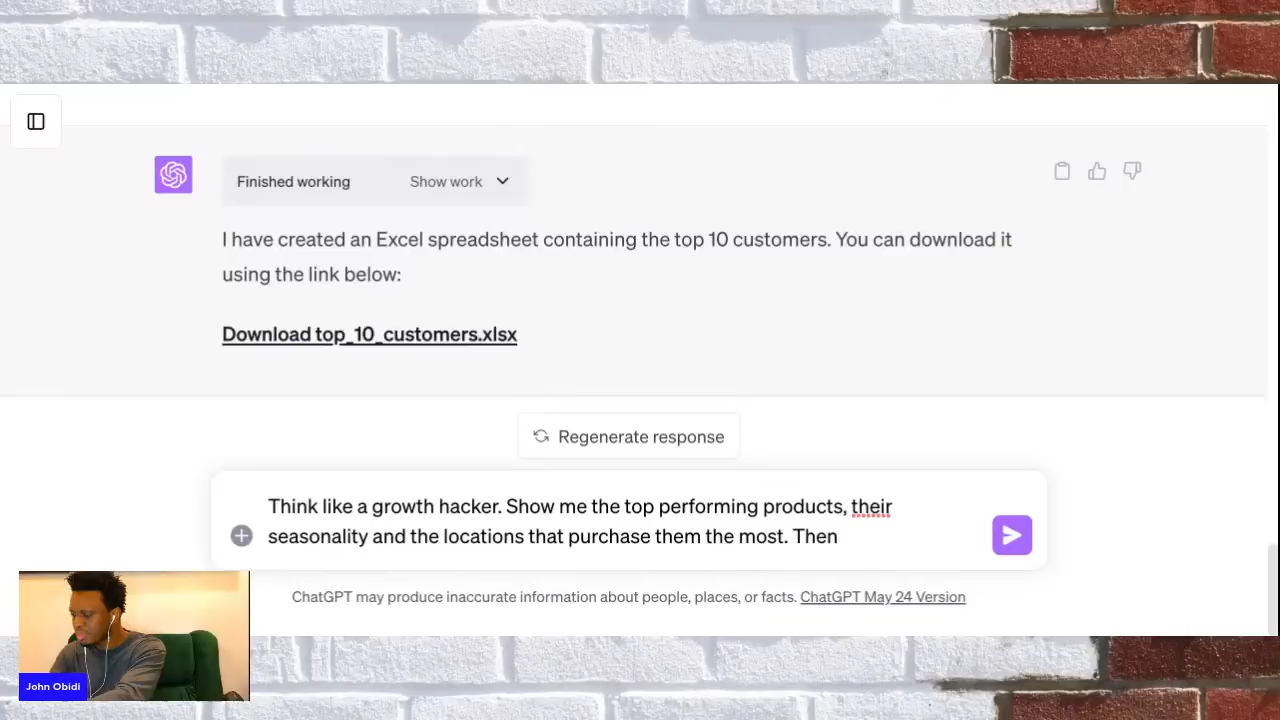 Finished working
Show work
I have created an Excel spreadsheet containing the top 10 customers. You can download it
using the link below:
Download top_10_customers.xlsx
Regenerate response
Think like a growth hacker. Show me the top performing products, their
seasonality and the locations that purchase them the most. Then
ChatGPT may produce inaccurate information about people, places, or facts. ChatGPT May 24 Version
John Obidi